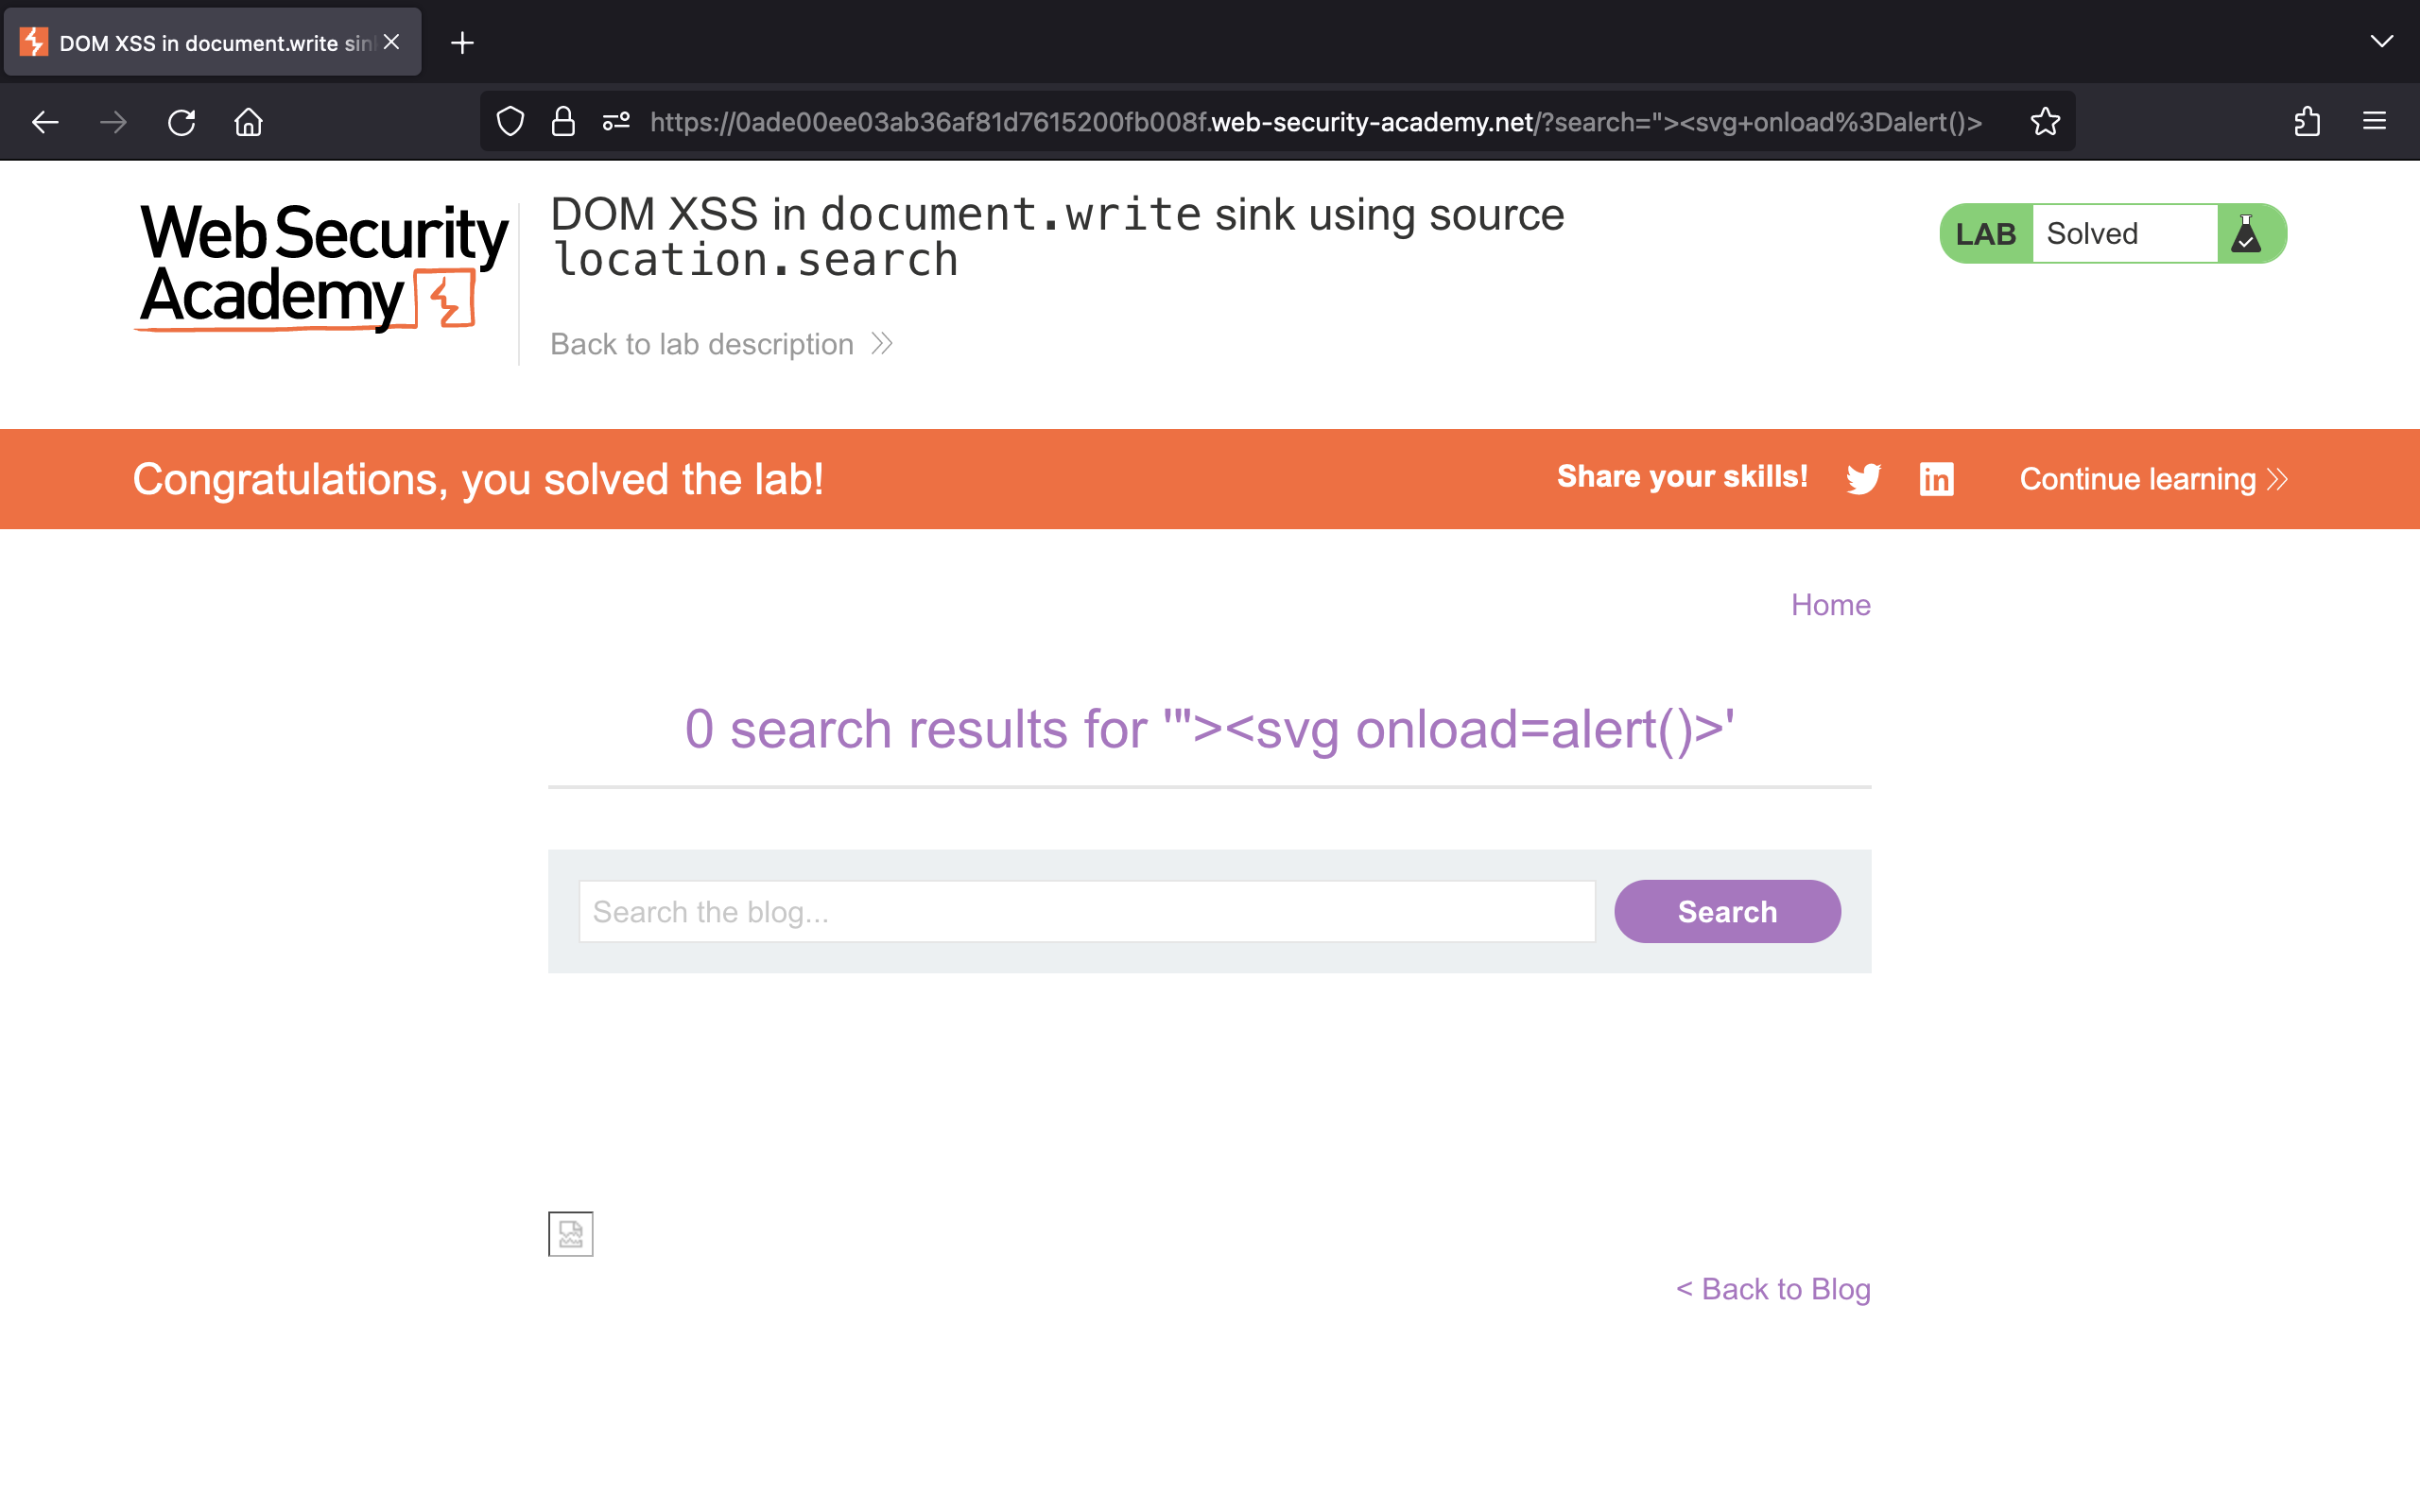 DOM XSS in document.write sin
https://0ade00ee03ab36af81d7615200fb008f.web-security-academy.net/?search="><svg+onload%3Dalert()>
Web Security
Academy
DOM XSS in document.write sink using source
location.search
Back to lab description
LAB Solved
Congratulations, you solved the lab!
Share your skills!
Continue learning
Home
0 search results for '"><svg onload=alert()>'
Search the blog...
Search
< Back to Blog